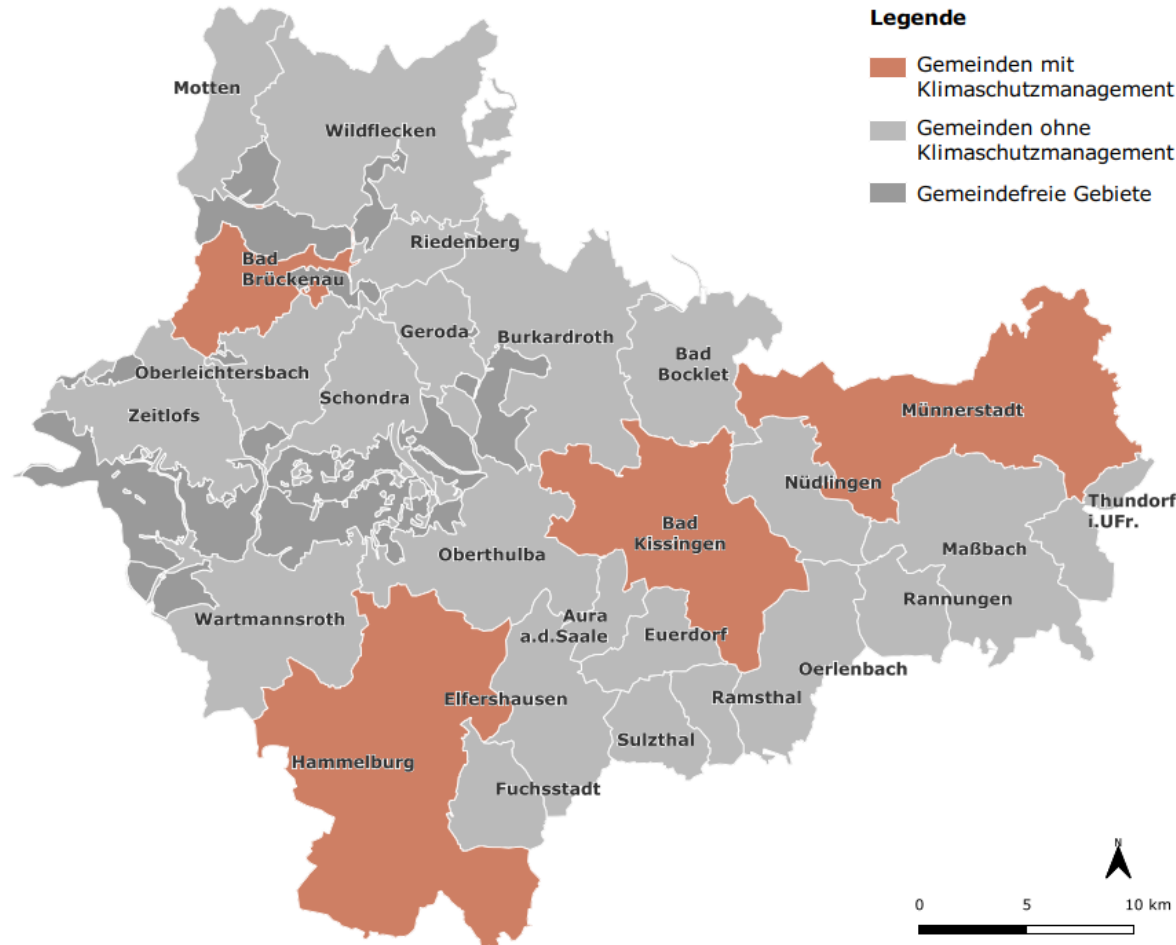 Legende
Gemeinden mit
Klimaschutzmanagement
Gemeinden ohne
Klimaschutzmanagement
Gemeindefreie Gebiete
Motten
Wildflecken
Riedenberg
Bad
Brückenau
Geroda
Burkardroth
Bad
Bocklet
Oberleichtersbach
Schondra
Zeitlofs
Münnerstadt
Nüdlingen
Thundorf
i.UFr.
Bad
Kissingen
Maßbach
Oberthulba
Rannungen
Wartmannsroth
Aura
a.d.Saale
Euerdorf
Oerlenbach
Elfershausen
Ramsthal
Sulzthal
Hammelburg
Fuchsstadt
N
0 5 10 km